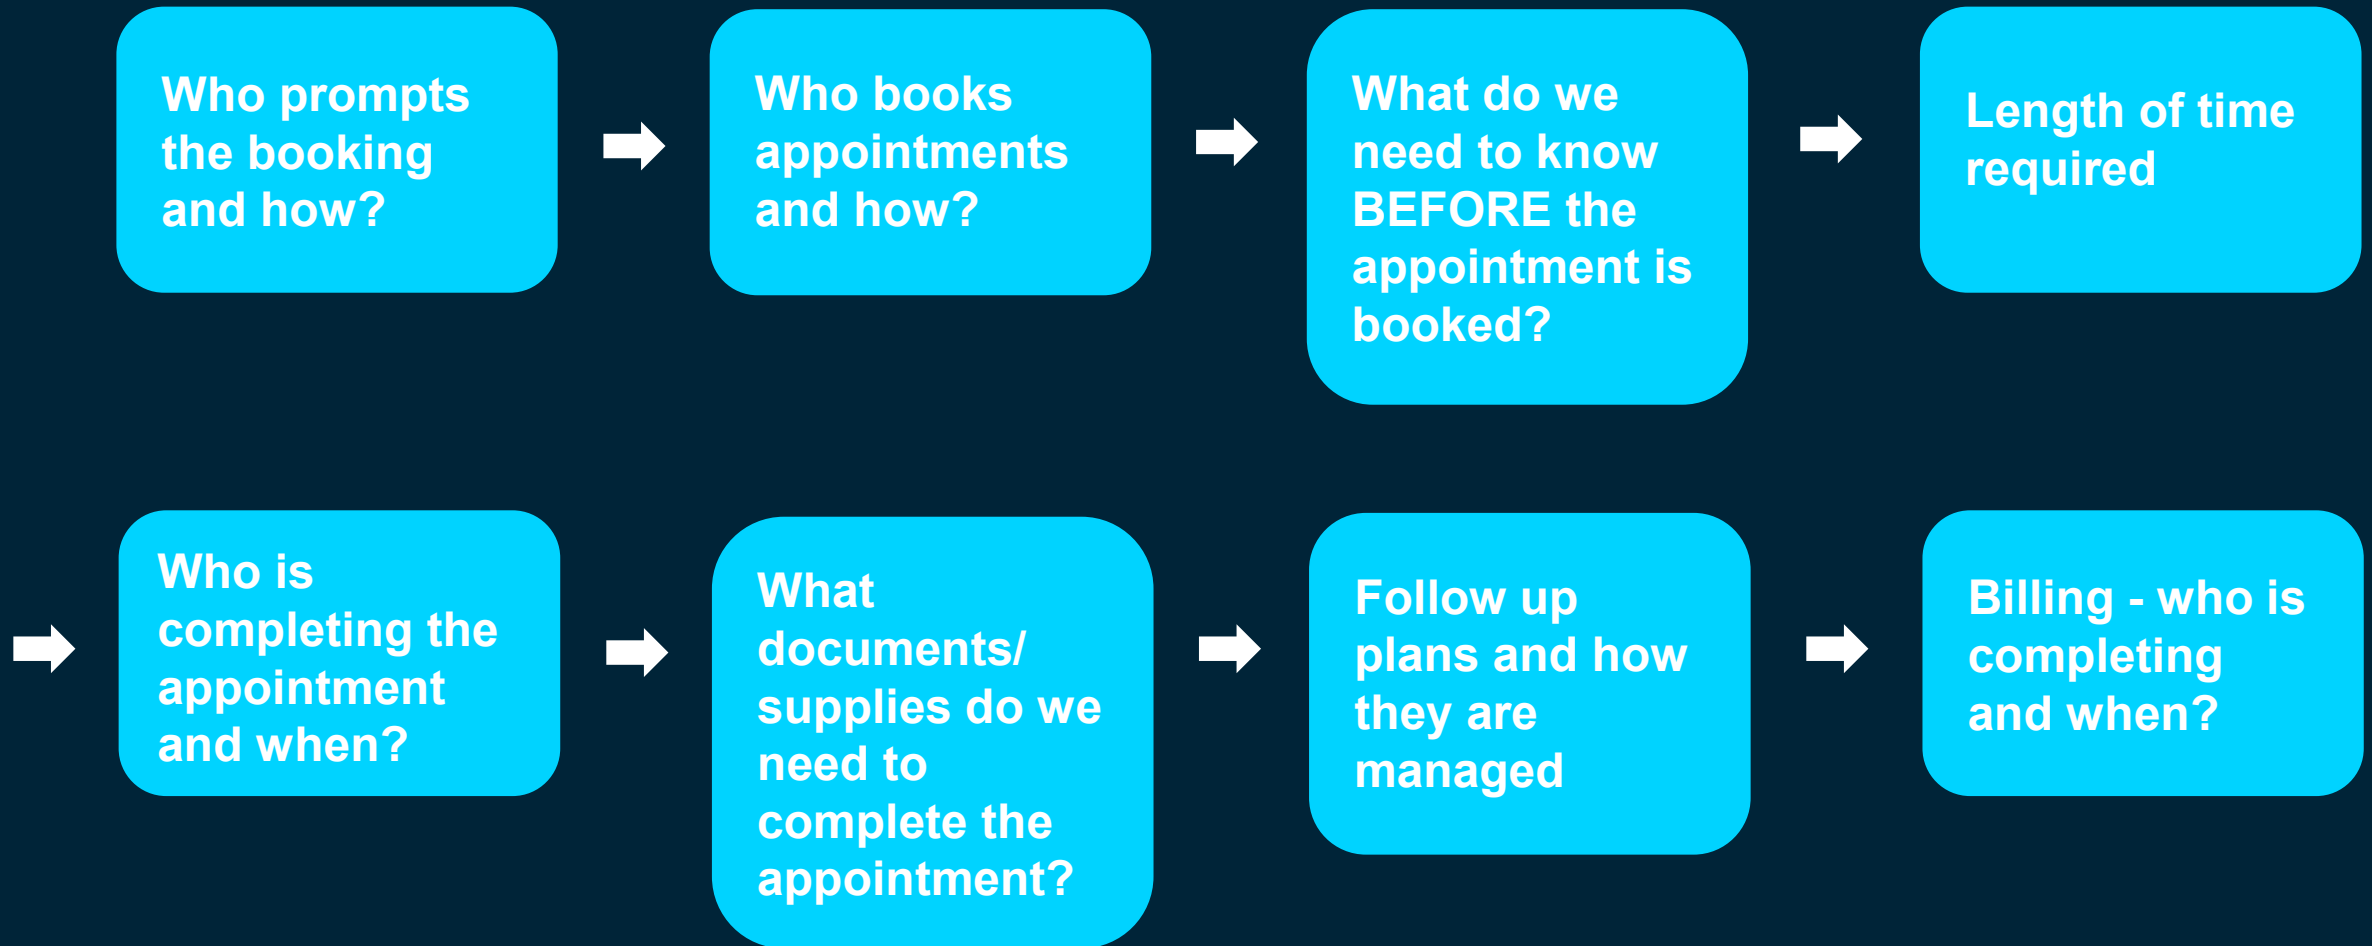 Who prompts
the booking
and how?
Who books
appointments
and how?
What do we
need to know
BEFORE the
appointment is
booked?
Length of time
required
Who is
completing the
appointment
and when?
What
documents/
supplies do we
need to
complete the
appointment?
Follow up
plans and how
they are
managed
Billing - who is
completing
and when?